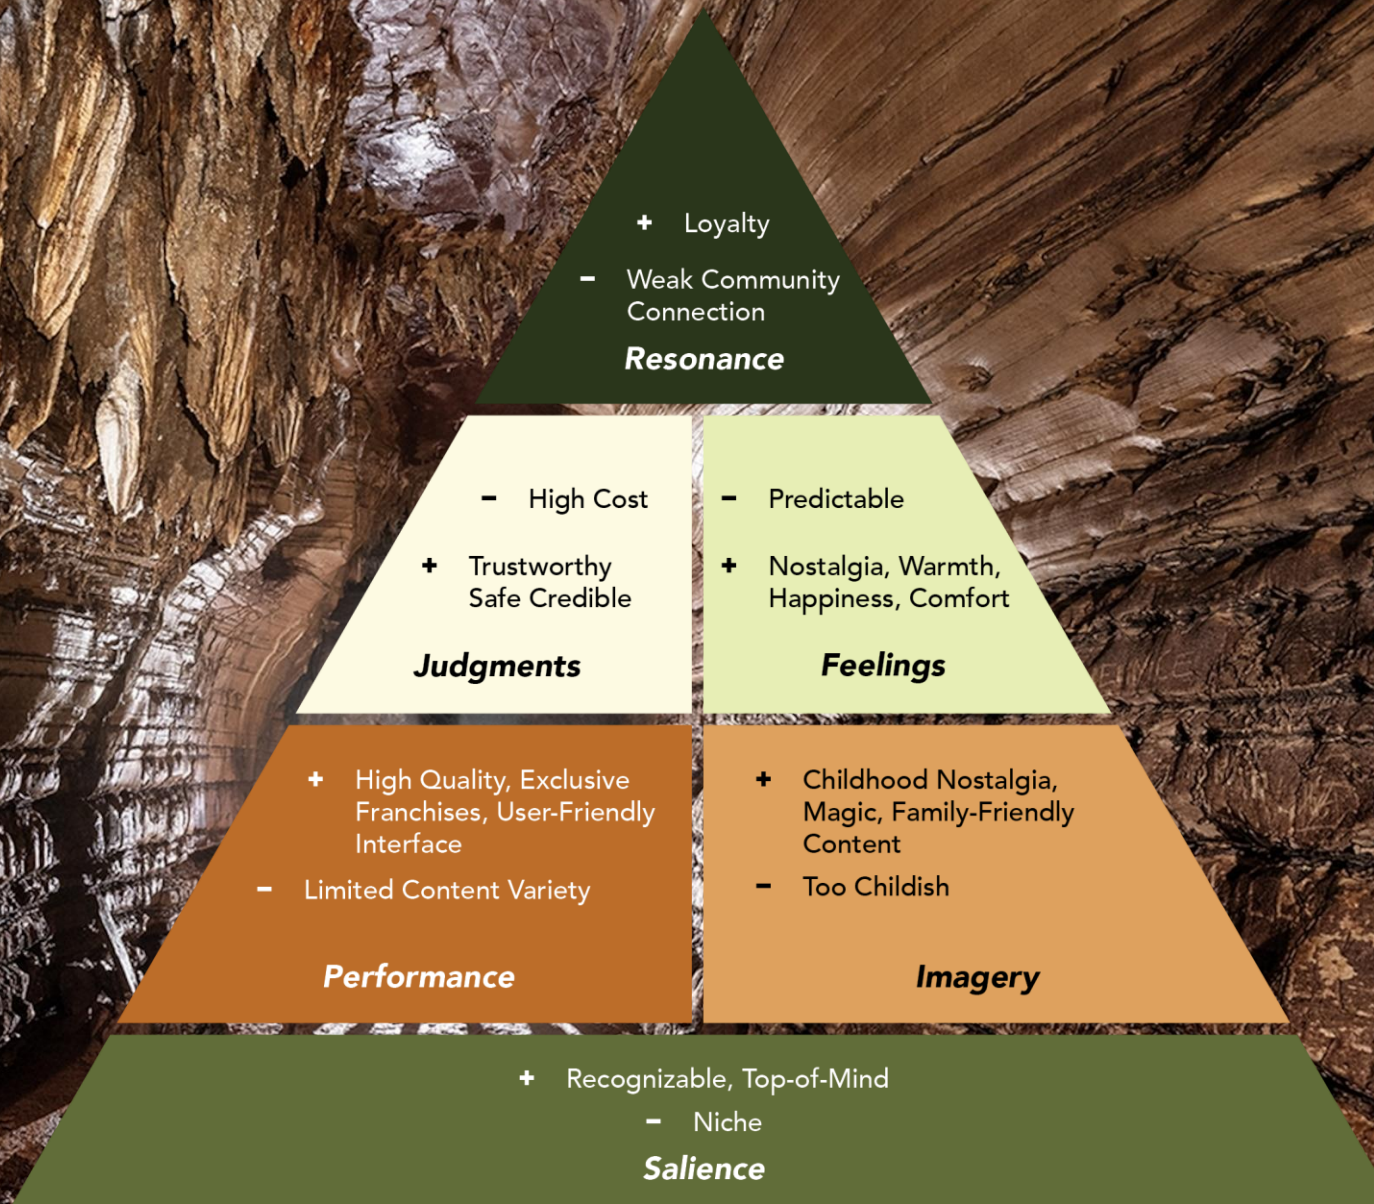 + Loyalty
- Weak Community
Connection
Resonance
- High Cost
+ Trustworthy
Safe Credible
Judgments
- Predictable
+ Nostalgia, Warmth,
Happiness, Comfort
Feelings
+ High Quality, Exclusive
Franchises, User-Friendly
Interface
- Limited Content Variety
Performance
+ Childhood Nostalgia,
Magic, Family-Friendly
Content
- Too Childish
Imagery
+ Recognizable, Top-of-Mind
- Niche
Salience